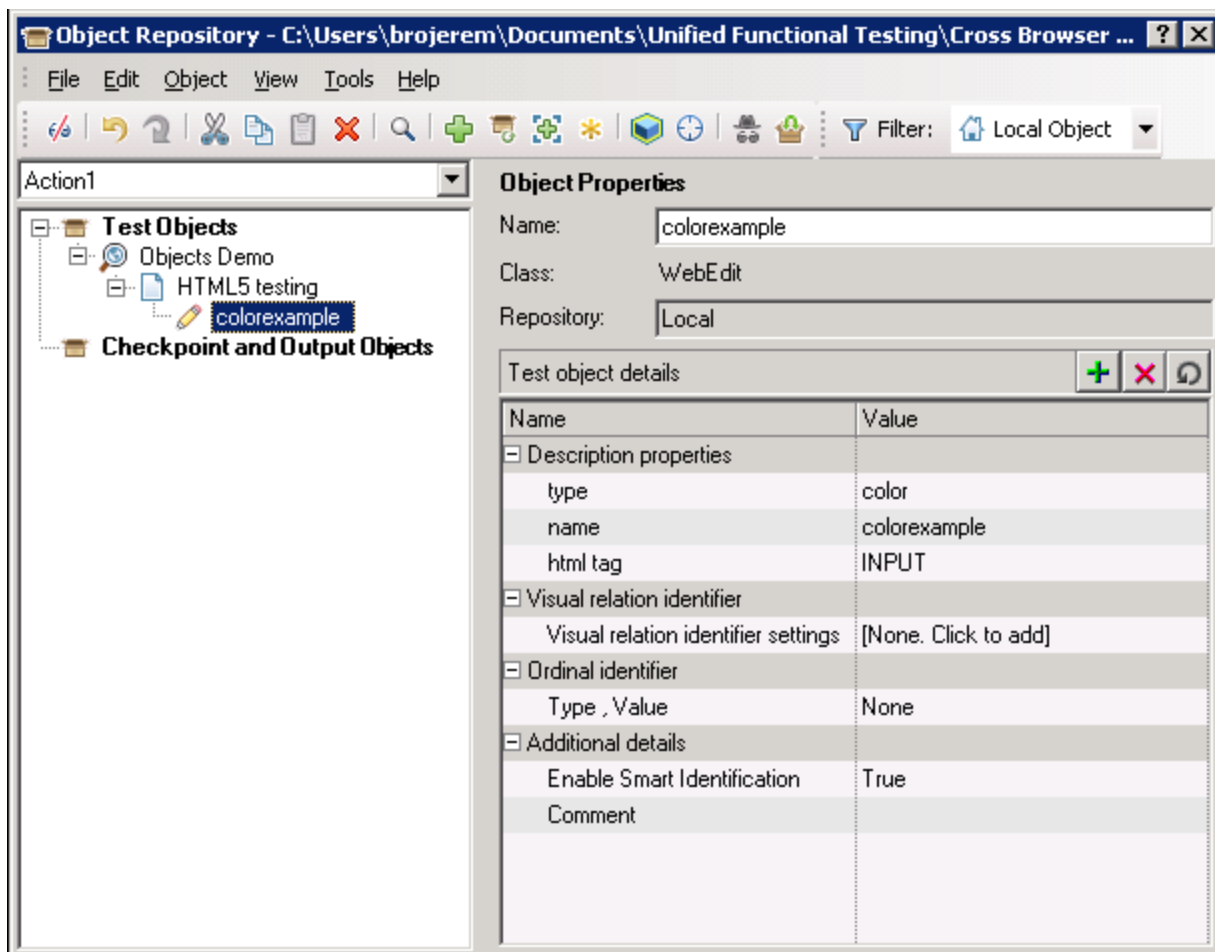 Object Repository - C:\Users\brojerem\Documents\Unified Functional Testing\Cross Browser ...
File Edit Object View Tools Help
Filter: Local Object
Action1
Test Objects
Objects Demo
HTML5 testing
colorexample
Checkpoint and Output Objects
Object Properties
Name: colorexample
Class: WebEdit
Repository: Local
Test object details
Name Value
Description properties
type color
name colorexample
html tag INPUT
Visual relation identifier
Visual relation identifier settings [None. Click to add]
Ordinal identifier
Type , Value None
Additional details
Enable Smart Identification True
Comment